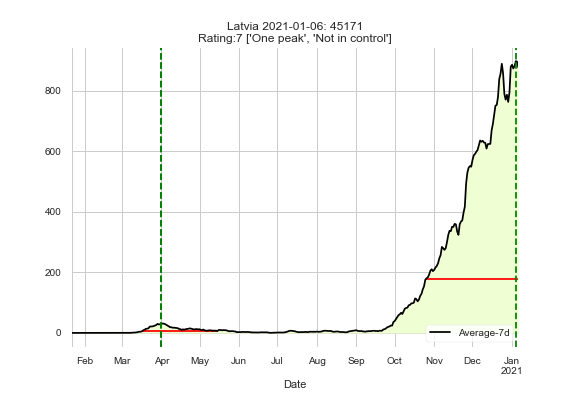 Latvia 2021-01-06: 45171
Rating:7 ['One peak', 'Not in control']
800
600
400
200
0
Feb Mar Apr May Jun Jul Aug Sep Oct Nov Dec Jan
2021
Average-7d
Date